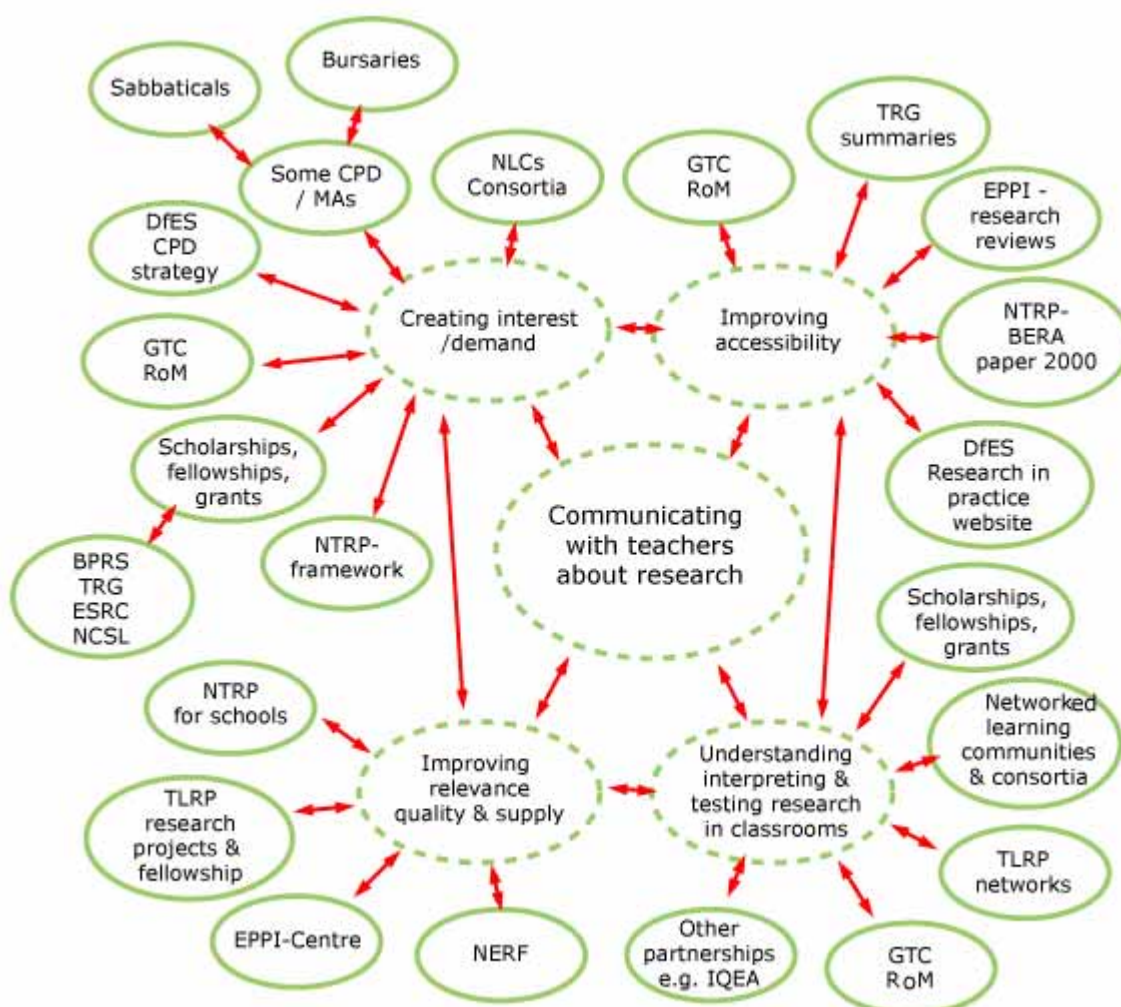 Bursaries
Sabbaticals
TRG
summaries
Some CPD
/ MAs
NLCs
Consortia
GTC
RoM
EPPI -
research
reviews
DfES
CPD
strategy
Creating interest
/demand
Improving
accessibility
NTRP-
BERA
paper 2000
GTC
RoM
Scholarships,
fellowships,
grants
DfES
Research in
practice
website
NTRP-
framework
Communicating
with teachers
about research
BPRS
TRG
ESRC
NCSL
Scholarships,
fellowships,
grants
NTRP
for schools
Networked
learning
communities
& consortia
Improving
relevance
quality & supply
Understanding
interpreting &
testing research
in classrooms
TLRP
research
projects &
fellowship
TLRP
networks
EPPI-Centre
NERF
Other
partnerships
e.g. IQEA
GTC
RoM